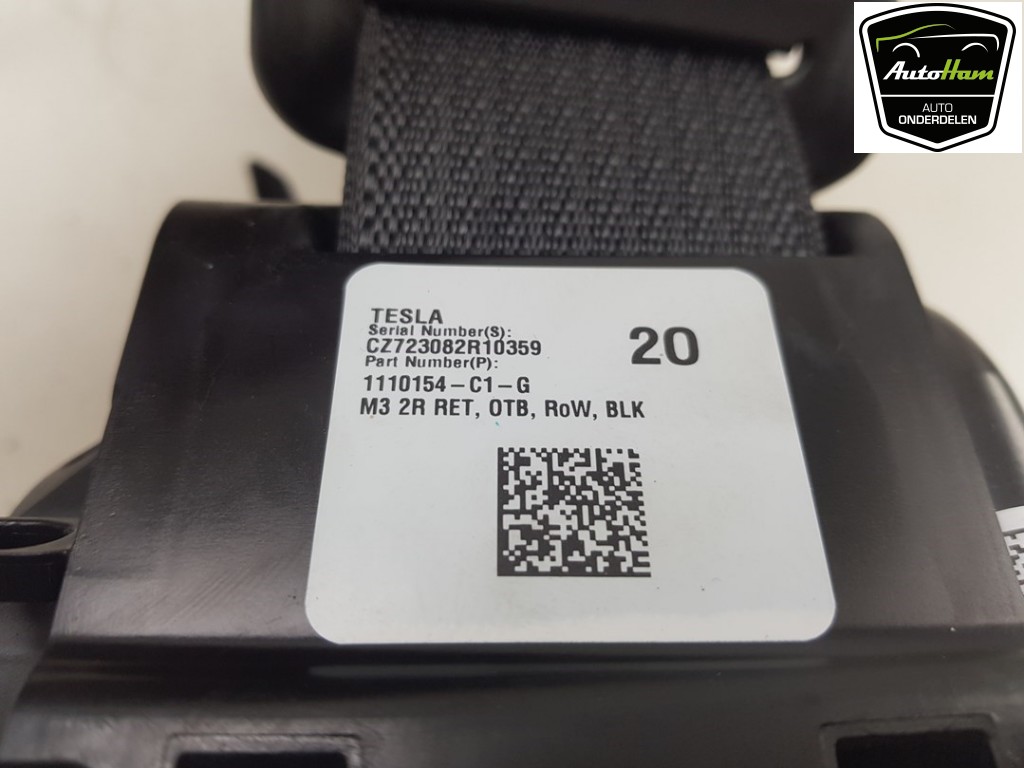 AutoHam
AUTO
ONDERDELEN
TESLA
Serial Number(S):
CZ723082R10359
Part Number(P):
1110154-C1-G
M3 2R RET, OTB, RoW, BLK
20